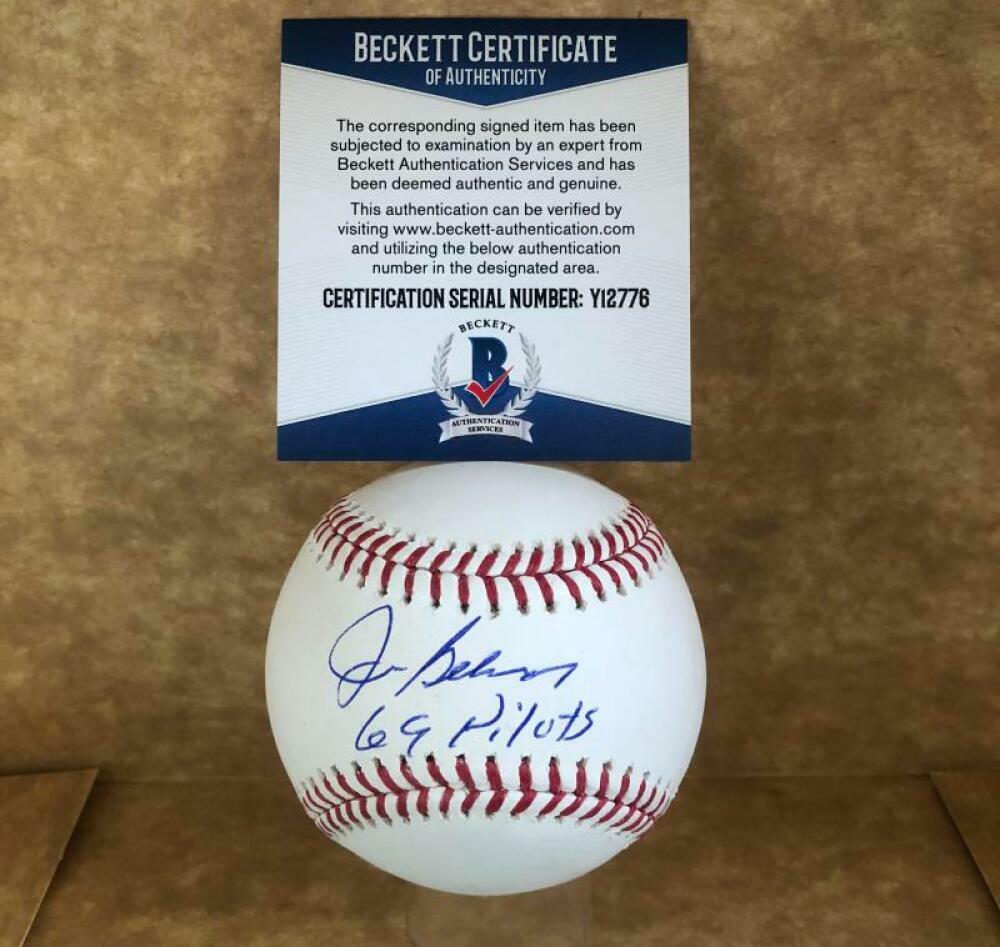 BECKETT CERTIFICATE
OF AUTHENTICITY
The corresponding signed item has been
subjected to examination by an expert from
Beckett Authentication Services and has
been deemed authentic and genuine.
This authentication can be verified by
visiting www.beckett-authentication.com
and utilizing the below authentication
number in the designated area.
CERTIFICATION SERIAL NUMBER: Y12776
BECKETT
B
AUTHENTICATION
SERVICES
69 Pilots